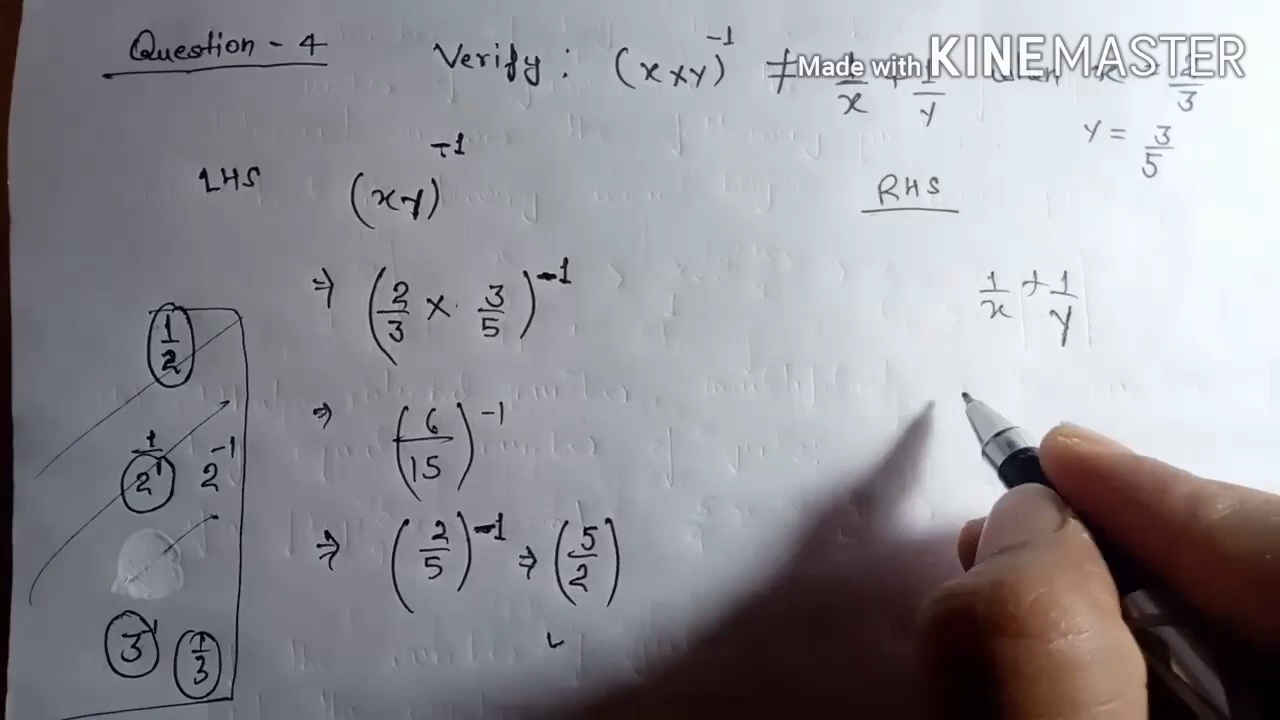 Question - 4 Verify : (x x y)⁻¹ ≠ 1/x + 1/y x = 2/3
Made with KINEMASTER
y = 3/5
LHS (xy)⁻¹ RHS
⇒ (2/3 × 3/5)⁻¹ 1/x + 1/y
1/2
⇒ (6/15)⁻¹
1/2¹ 2⁻¹
⇒ (2/5)⁻¹ ⇒ (5/2)
3¹ 1/3